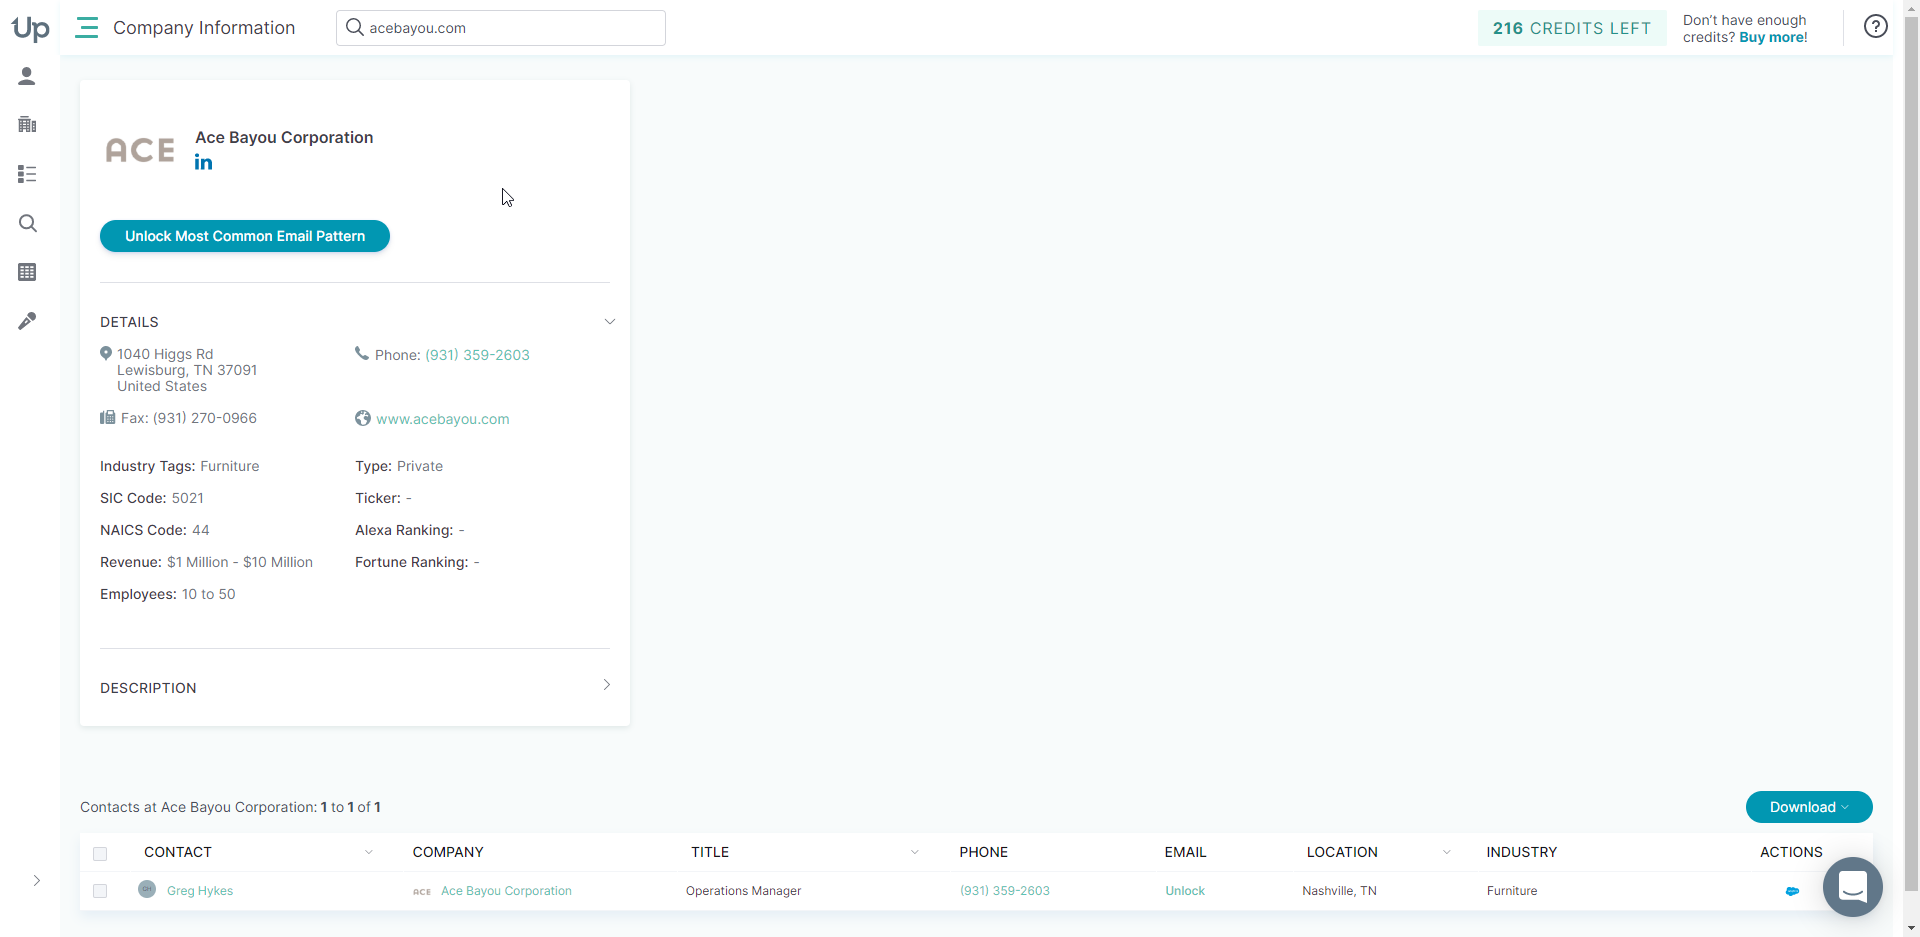 Up
Company Information
acebayou.com
216 CREDITS LEFT
Don't have enough
credits? Buy more!
?
ACE
Ace Bayou Corporation
in
Unlock Most Common Email Pattern
DETAILS
1040 Higgs Rd
Lewisburg, TN 37091
United States
Phone: (931) 359-2603
Fax: (931) 270-0966
www.acebayou.com
Industry Tags: Furniture
Type: Private
SIC Code: 5021
Ticker: -
NAICS Code: 44
Alexa Ranking: -
Revenue: $1 Million - $10 Million
Fortune Ranking: -
Employees: 10 to 50
DESCRIPTION
Contacts at Ace Bayou Corporation: 1 to 1 of 1
Download
CONTACT COMPANY TITLE PHONE EMAIL LOCATION INDUSTRY ACTIONS
GH Greg Hykes ACE Ace Bayou Corporation Operations Manager (931) 359-2603 Unlock Nashville, TN Furniture